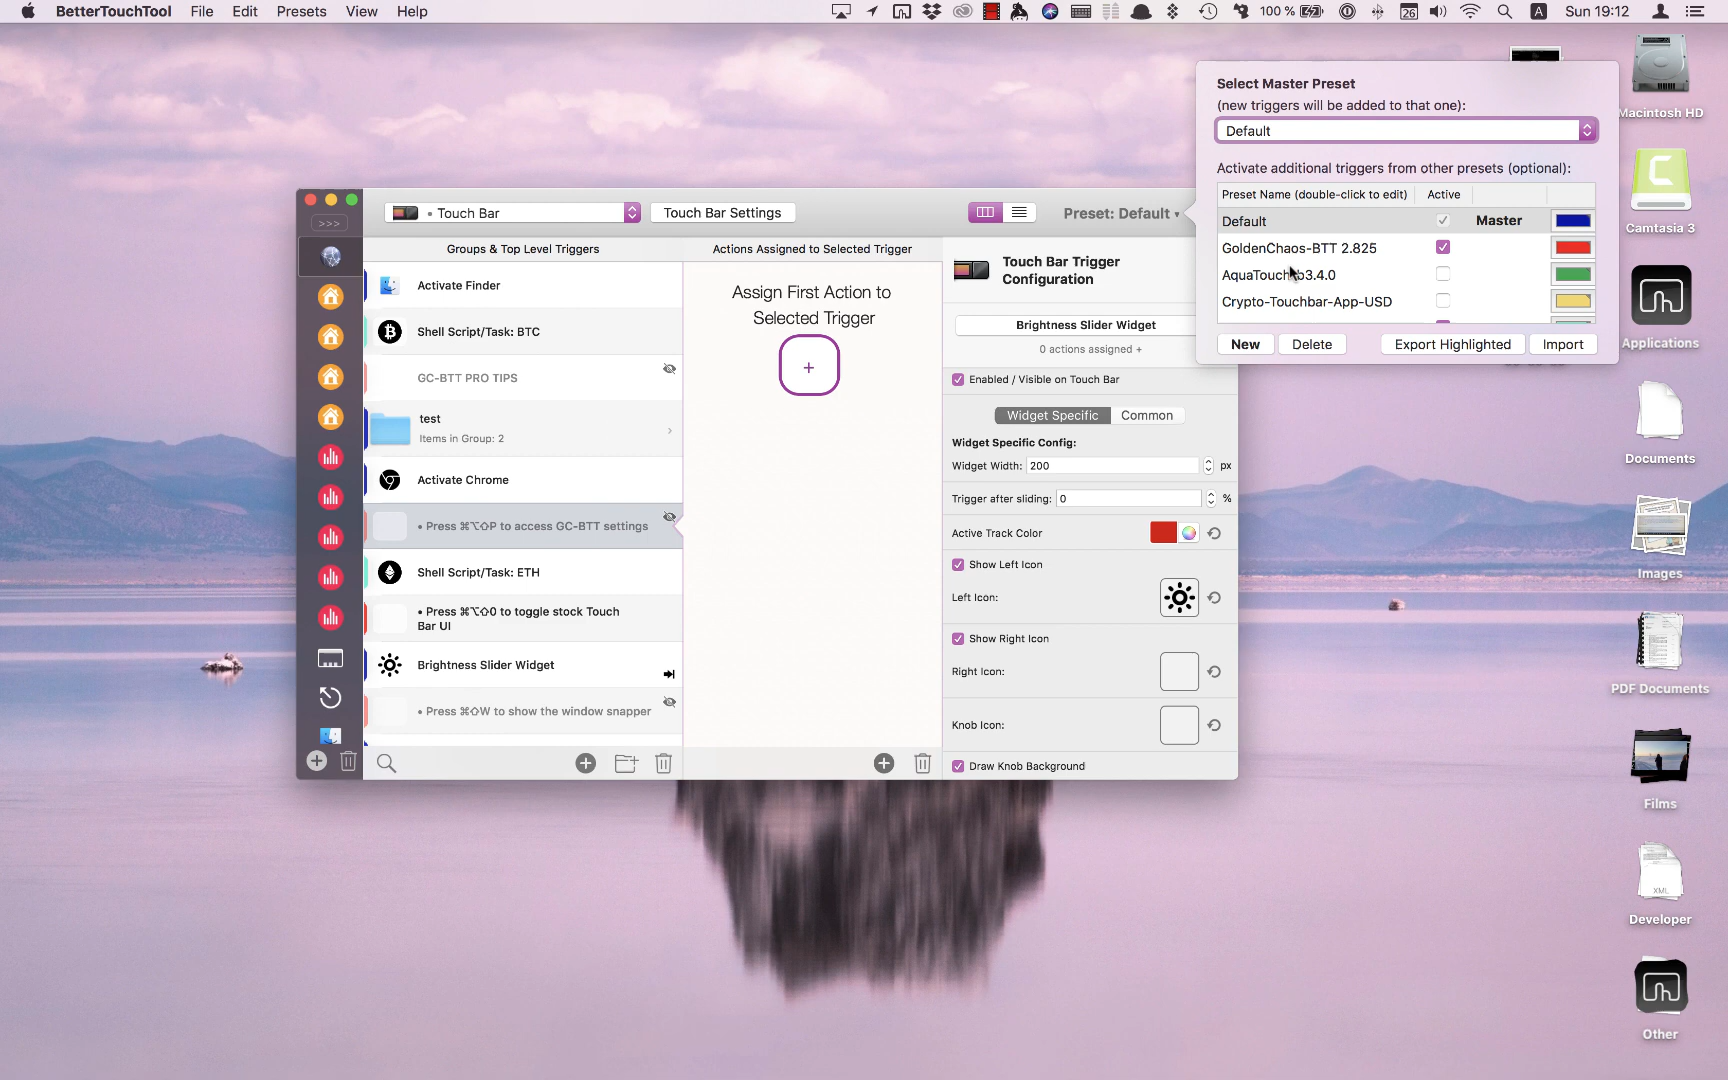 BetterTouchTool File Edit Presets View Help
100 % 26 A Sun 19:12
Select Master Preset
(new triggers will be added to that one):
Default
Activate additional triggers from other presets (optional):
Preset Name (double-click to edit) Active
Default Master
GoldenChaos-BTT 2.825
AquaTouch p3.4.0
Crypto-Touchbar-App-USD
New Delete Export Highlighted Import
>>>
• Touch Bar
Touch Bar Settings
Preset: Default ▾
Groups & Top Level Triggers
Activate Finder
Shell Script/Task: BTC
GC-BTT PRO TIPS
test
Items in Group: 2
Activate Chrome
• Press ⌘⌥⇧P to access GC-BTT settings
Shell Script/Task: ETH
• Press ⌘⌥⇧0 to toggle stock Touch
Bar UI
Brightness Slider Widget
• Press ⌘⇧W to show the window snapper
Actions Assigned to Selected Trigger
Assign First Action to
Selected Trigger
+
Touch Bar Trigger
Configuration
Brightness Slider Widget
0 actions assigned +
Enabled / Visible on Touch Bar
Widget Specific Common
Widget Specific Config:
Widget Width: 200 px
Trigger after sliding: 0 %
Active Track Color
Show Left Icon
Left Icon:
Show Right Icon
Right Icon:
Knob Icon:
Draw Knob Background
Macintosh HD
Camtasia 3
Applications
Documents
Images
PDF Documents
Films
XML
Developer
Other